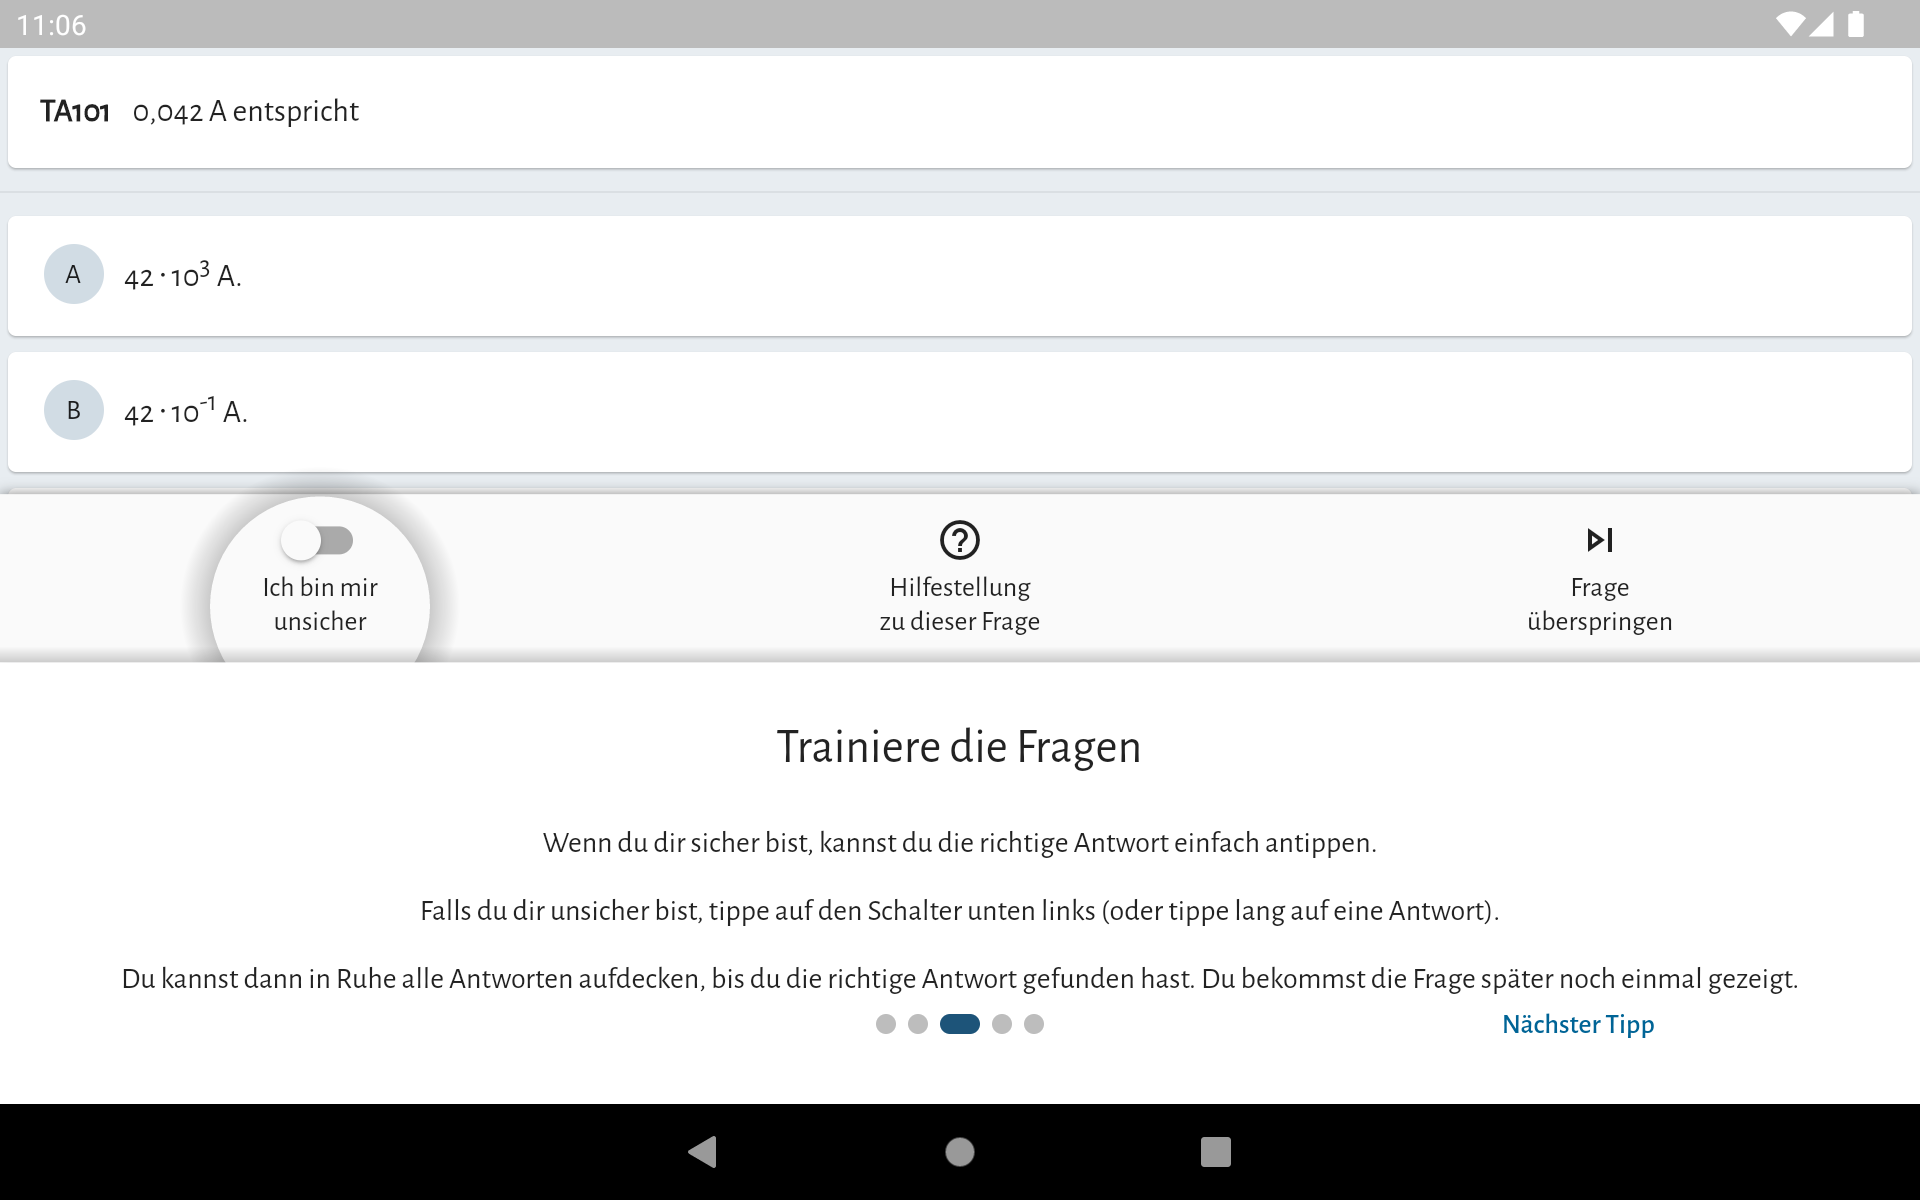 11:06
TA101 0,042 A entspricht
A 42 · 10³ A.
B 42 · 10⁻¹ A.
Ich bin mir
unsicher
Hilfestellung
zu dieser Frage
Frage
überspringen
Trainiere die Fragen
Wenn du dir sicher bist, kannst du die richtige Antwort einfach antippen.
Falls du dir unsicher bist, tippe auf den Schalter unten links (oder tippe lang auf eine Antwort).
Du kannst dann in Ruhe alle Antworten aufdecken, bis du die richtige Antwort gefunden hast. Du bekommst die Frage später noch einmal gezeigt.
Nächster Tipp